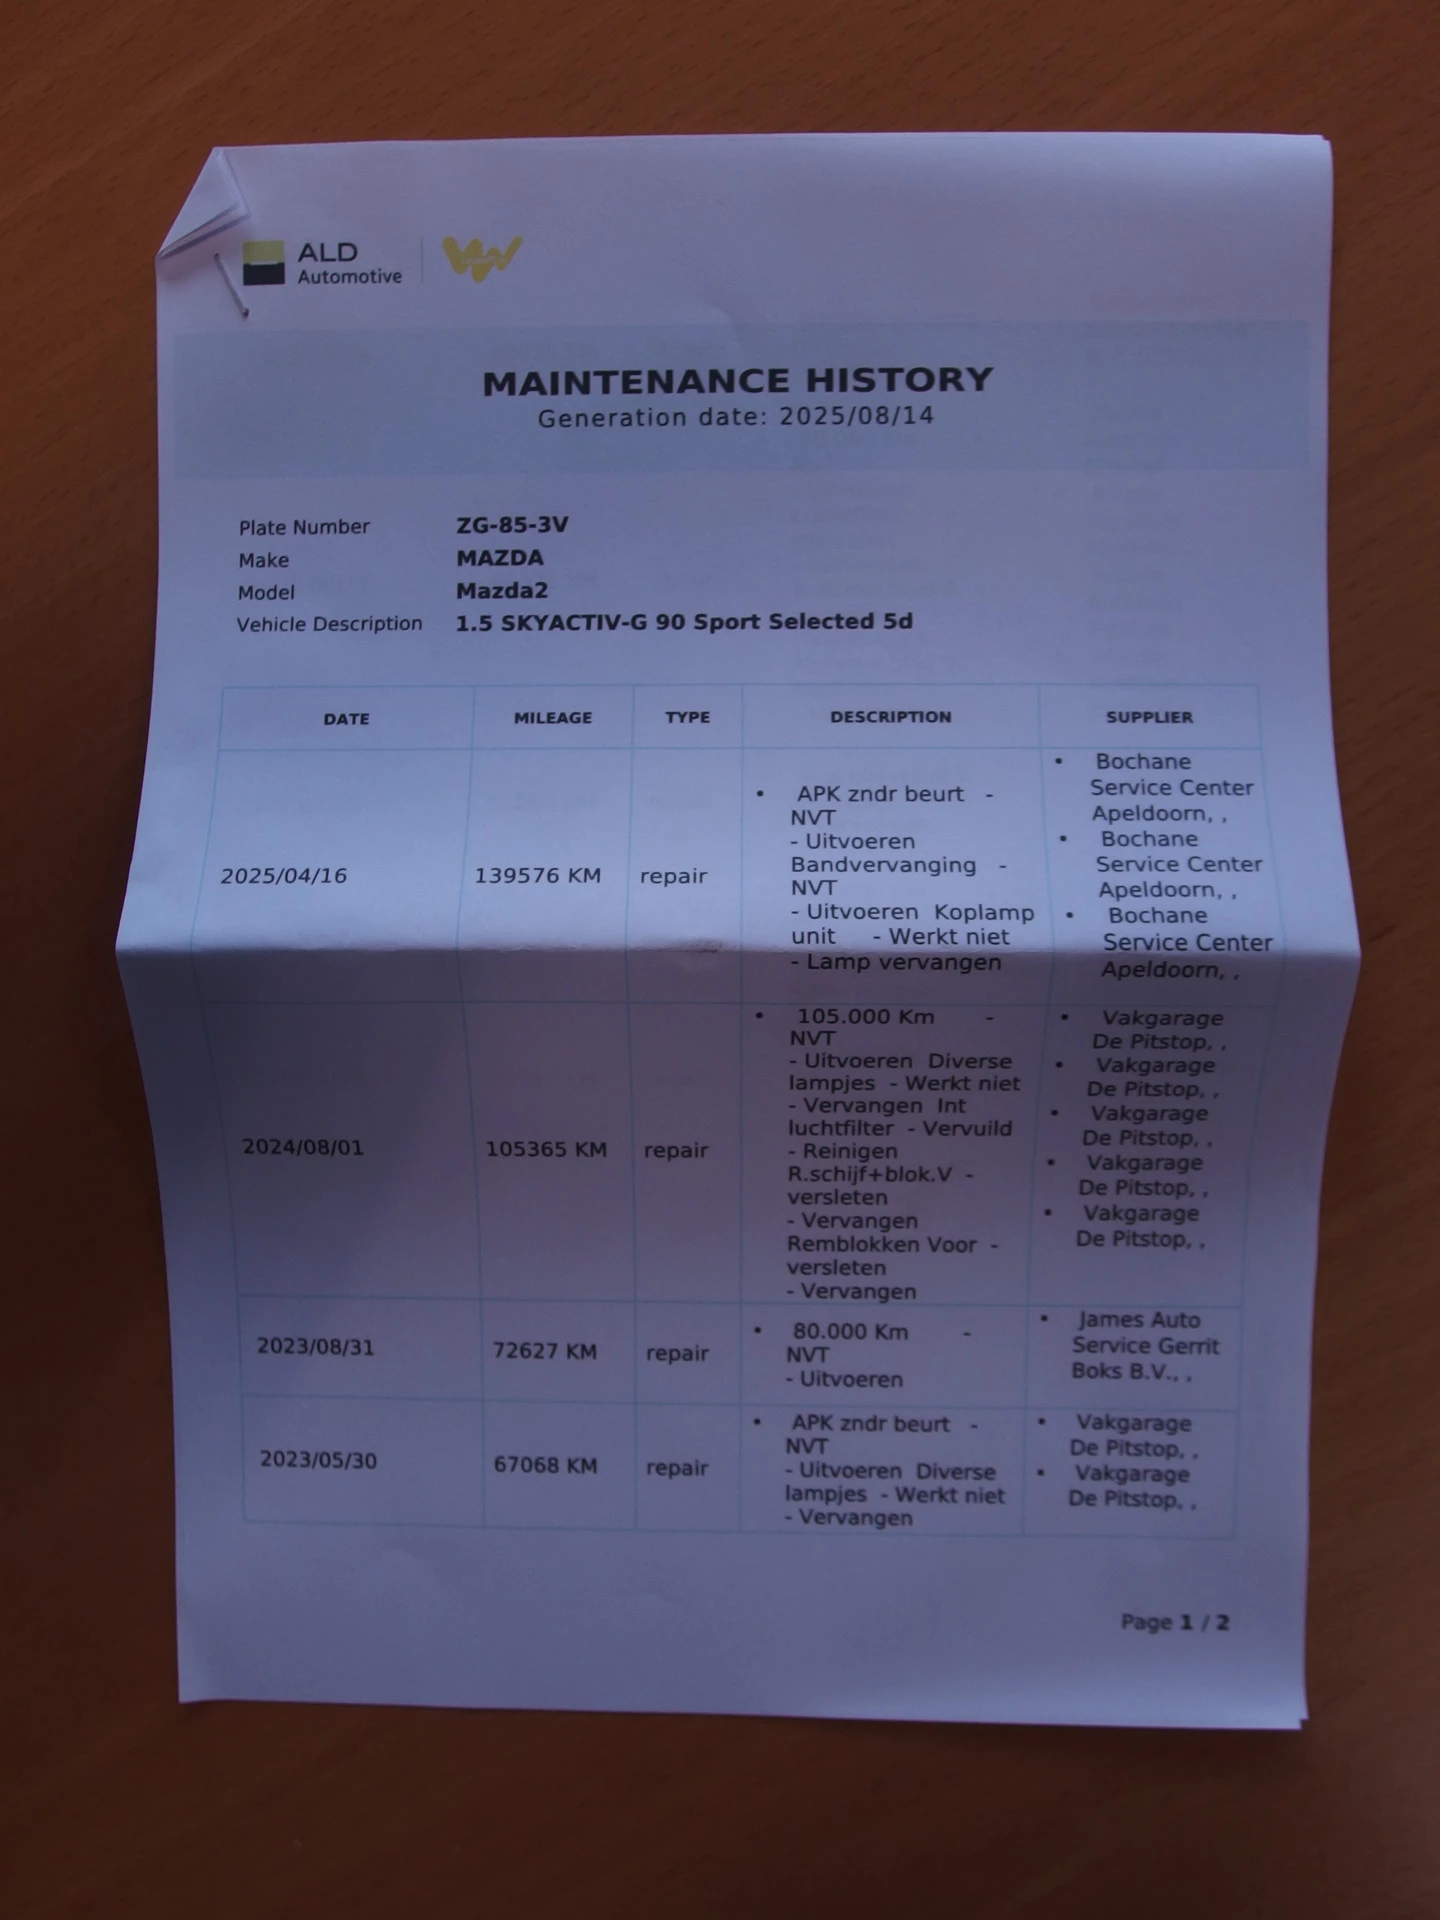 ALD
Automotive
MAINTENANCE HISTORY
Generation date: 2025/08/14
Plate Number ZG-85-3V
Make MAZDA
Model Mazda2
Vehicle Description 1.5 SKYACTIV-G 90 Sport Selected 5d
DATE MILEAGE TYPE DESCRIPTION SUPPLIER
2025/04/16 139576 KM repair
• APK zndr beurt -
NVT
- Uitvoeren
Bandvervanging -
NVT
- Uitvoeren Koplamp
unit - Werkt niet
- Lamp vervangen
• Bochane
Service Center
Apeldoorn, ,
• Bochane
Service Center
Apeldoorn, ,
• Bochane
Service Center
Apeldoorn, ,
2024/08/01 105365 KM repair
• 105.000 Km -
NVT
- Uitvoeren Diverse
lampjes - Werkt niet
- Vervangen Int
luchtfilter - Vervuild
- Reinigen
R.schijf+blok.V -
versleten
- Vervangen
Remblokken Voor -
versleten
- Vervangen
• Vakgarage
De Pitstop, ,
• Vakgarage
De Pitstop, ,
• Vakgarage
De Pitstop, ,
• Vakgarage
De Pitstop, ,
• Vakgarage
De Pitstop, ,
2023/08/31 72627 KM repair
• 80.000 Km -
NVT
- Uitvoeren
• James Auto
Service Gerrit
Boks B.V., ,
2023/05/30 67068 KM repair
• APK zndr beurt -
NVT
- Uitvoeren Diverse
lampjes - Werkt niet
- Vervangen
• Vakgarage
De Pitstop, ,
• Vakgarage
De Pitstop, ,
Page 1 / 2